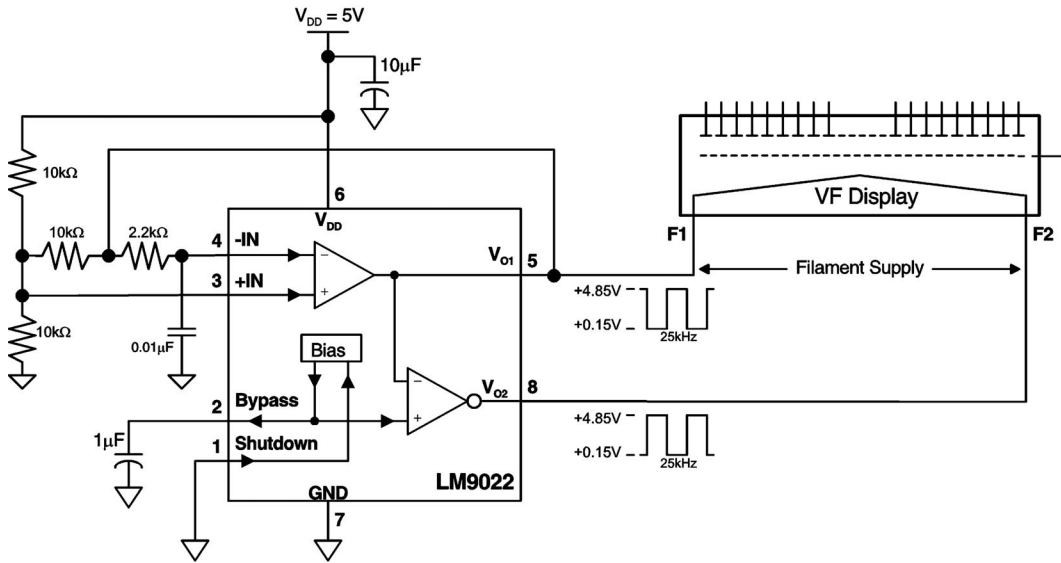 V_DD = 5V
10μF
10kΩ
6
V_DD
VF Display
10kΩ
2.2kΩ
4
-IN
V_O1
5
F1
F2
3
+IN
Filament Supply
+4.85V
+0.15V
25kHz
10kΩ
0.01μF
Bias
V_O2
8
2
Bypass
+4.85V
+0.15V
25kHz
1μF
1
Shutdown
LM9022
GND
7